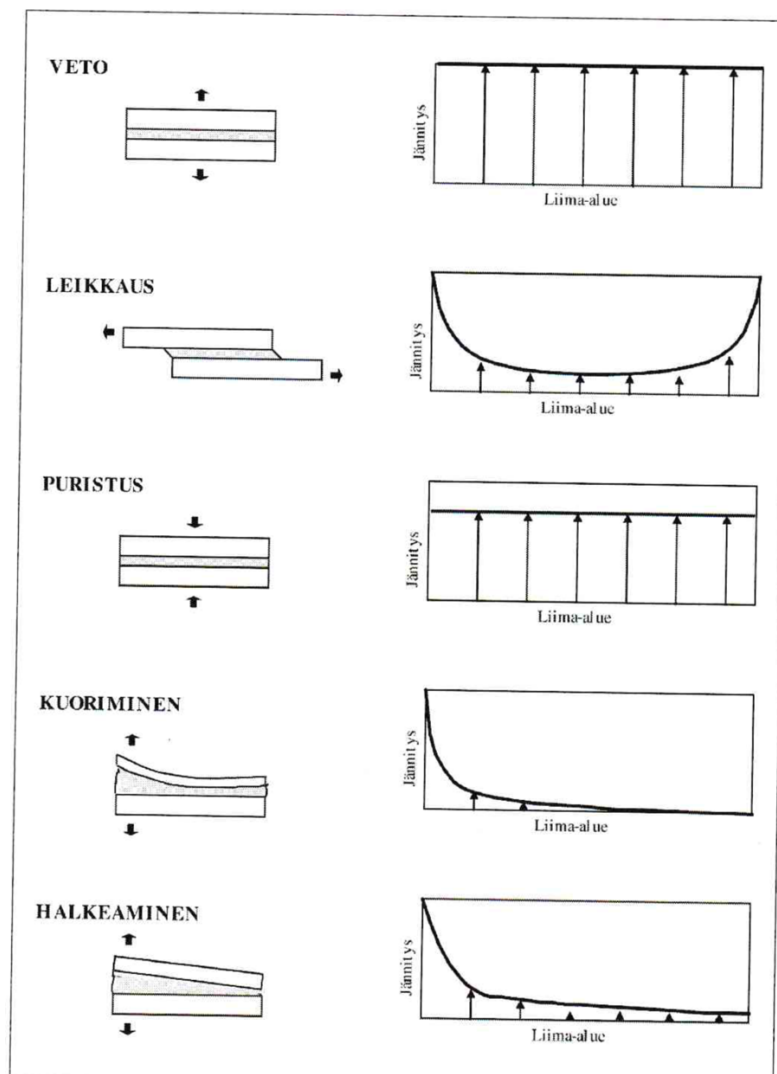 VETO
Jännitys
Liima-alue
LEIKKAUS
Jännitys
Liima-alue
PURISTUS
Jännitys
Liima-alue
KUORIMINEN
Jännitys
Liima-alue
HALKEAMINEN
Jännitys
Liima-alue